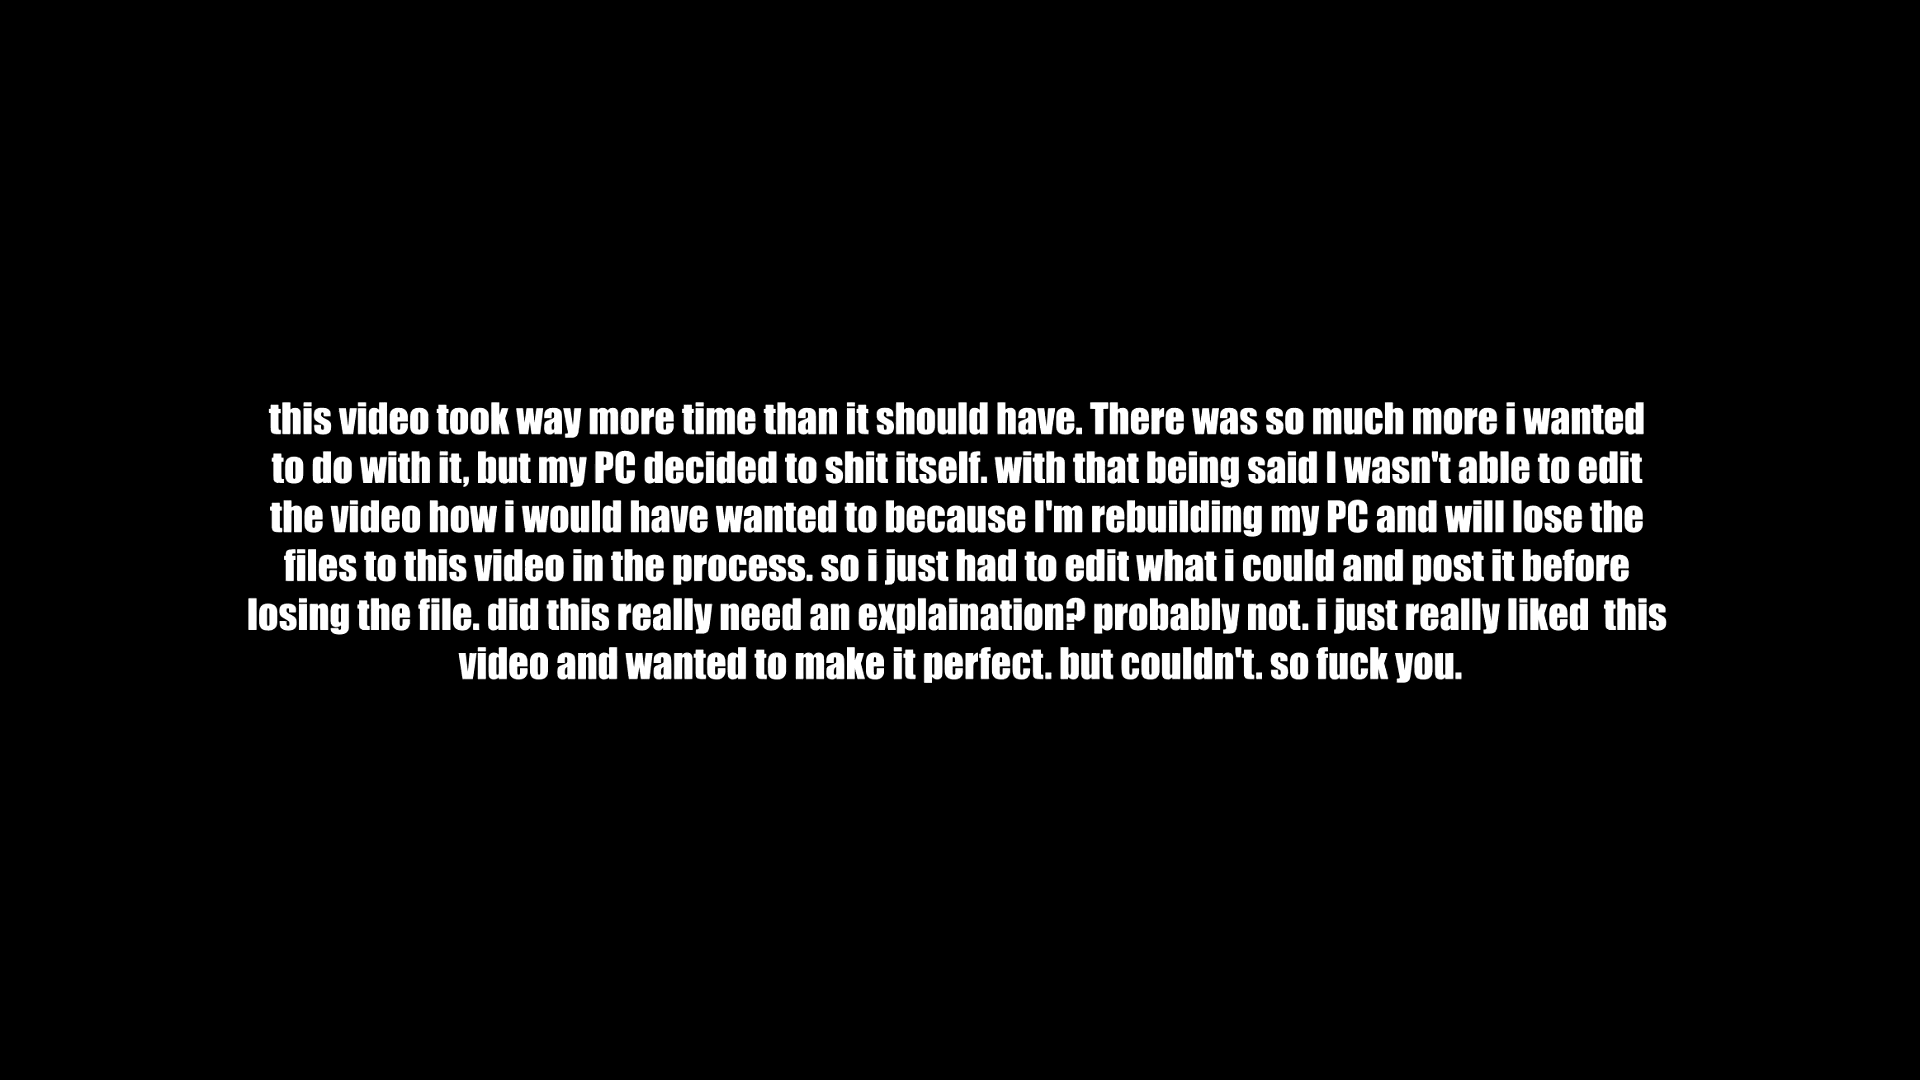 this video took way more time than it should have. There was so much more i wanted
to do with it, but my PC decided to shit itself. with that being said I wasn't able to edit
the video how i would have wanted to because I'm rebuilding my PC and will lose the
files to this video in the process. so i just had to edit what i could and post it before
losing the file. did this really need an explaination? probably not. i just really liked  this
video and wanted to make it perfect. but couldn't. so fuck you.